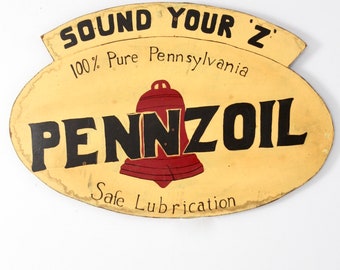 SOUND YOUR 'Z'
100% Pure Pennsylvania
PENNZOIL
Safe Lubrication